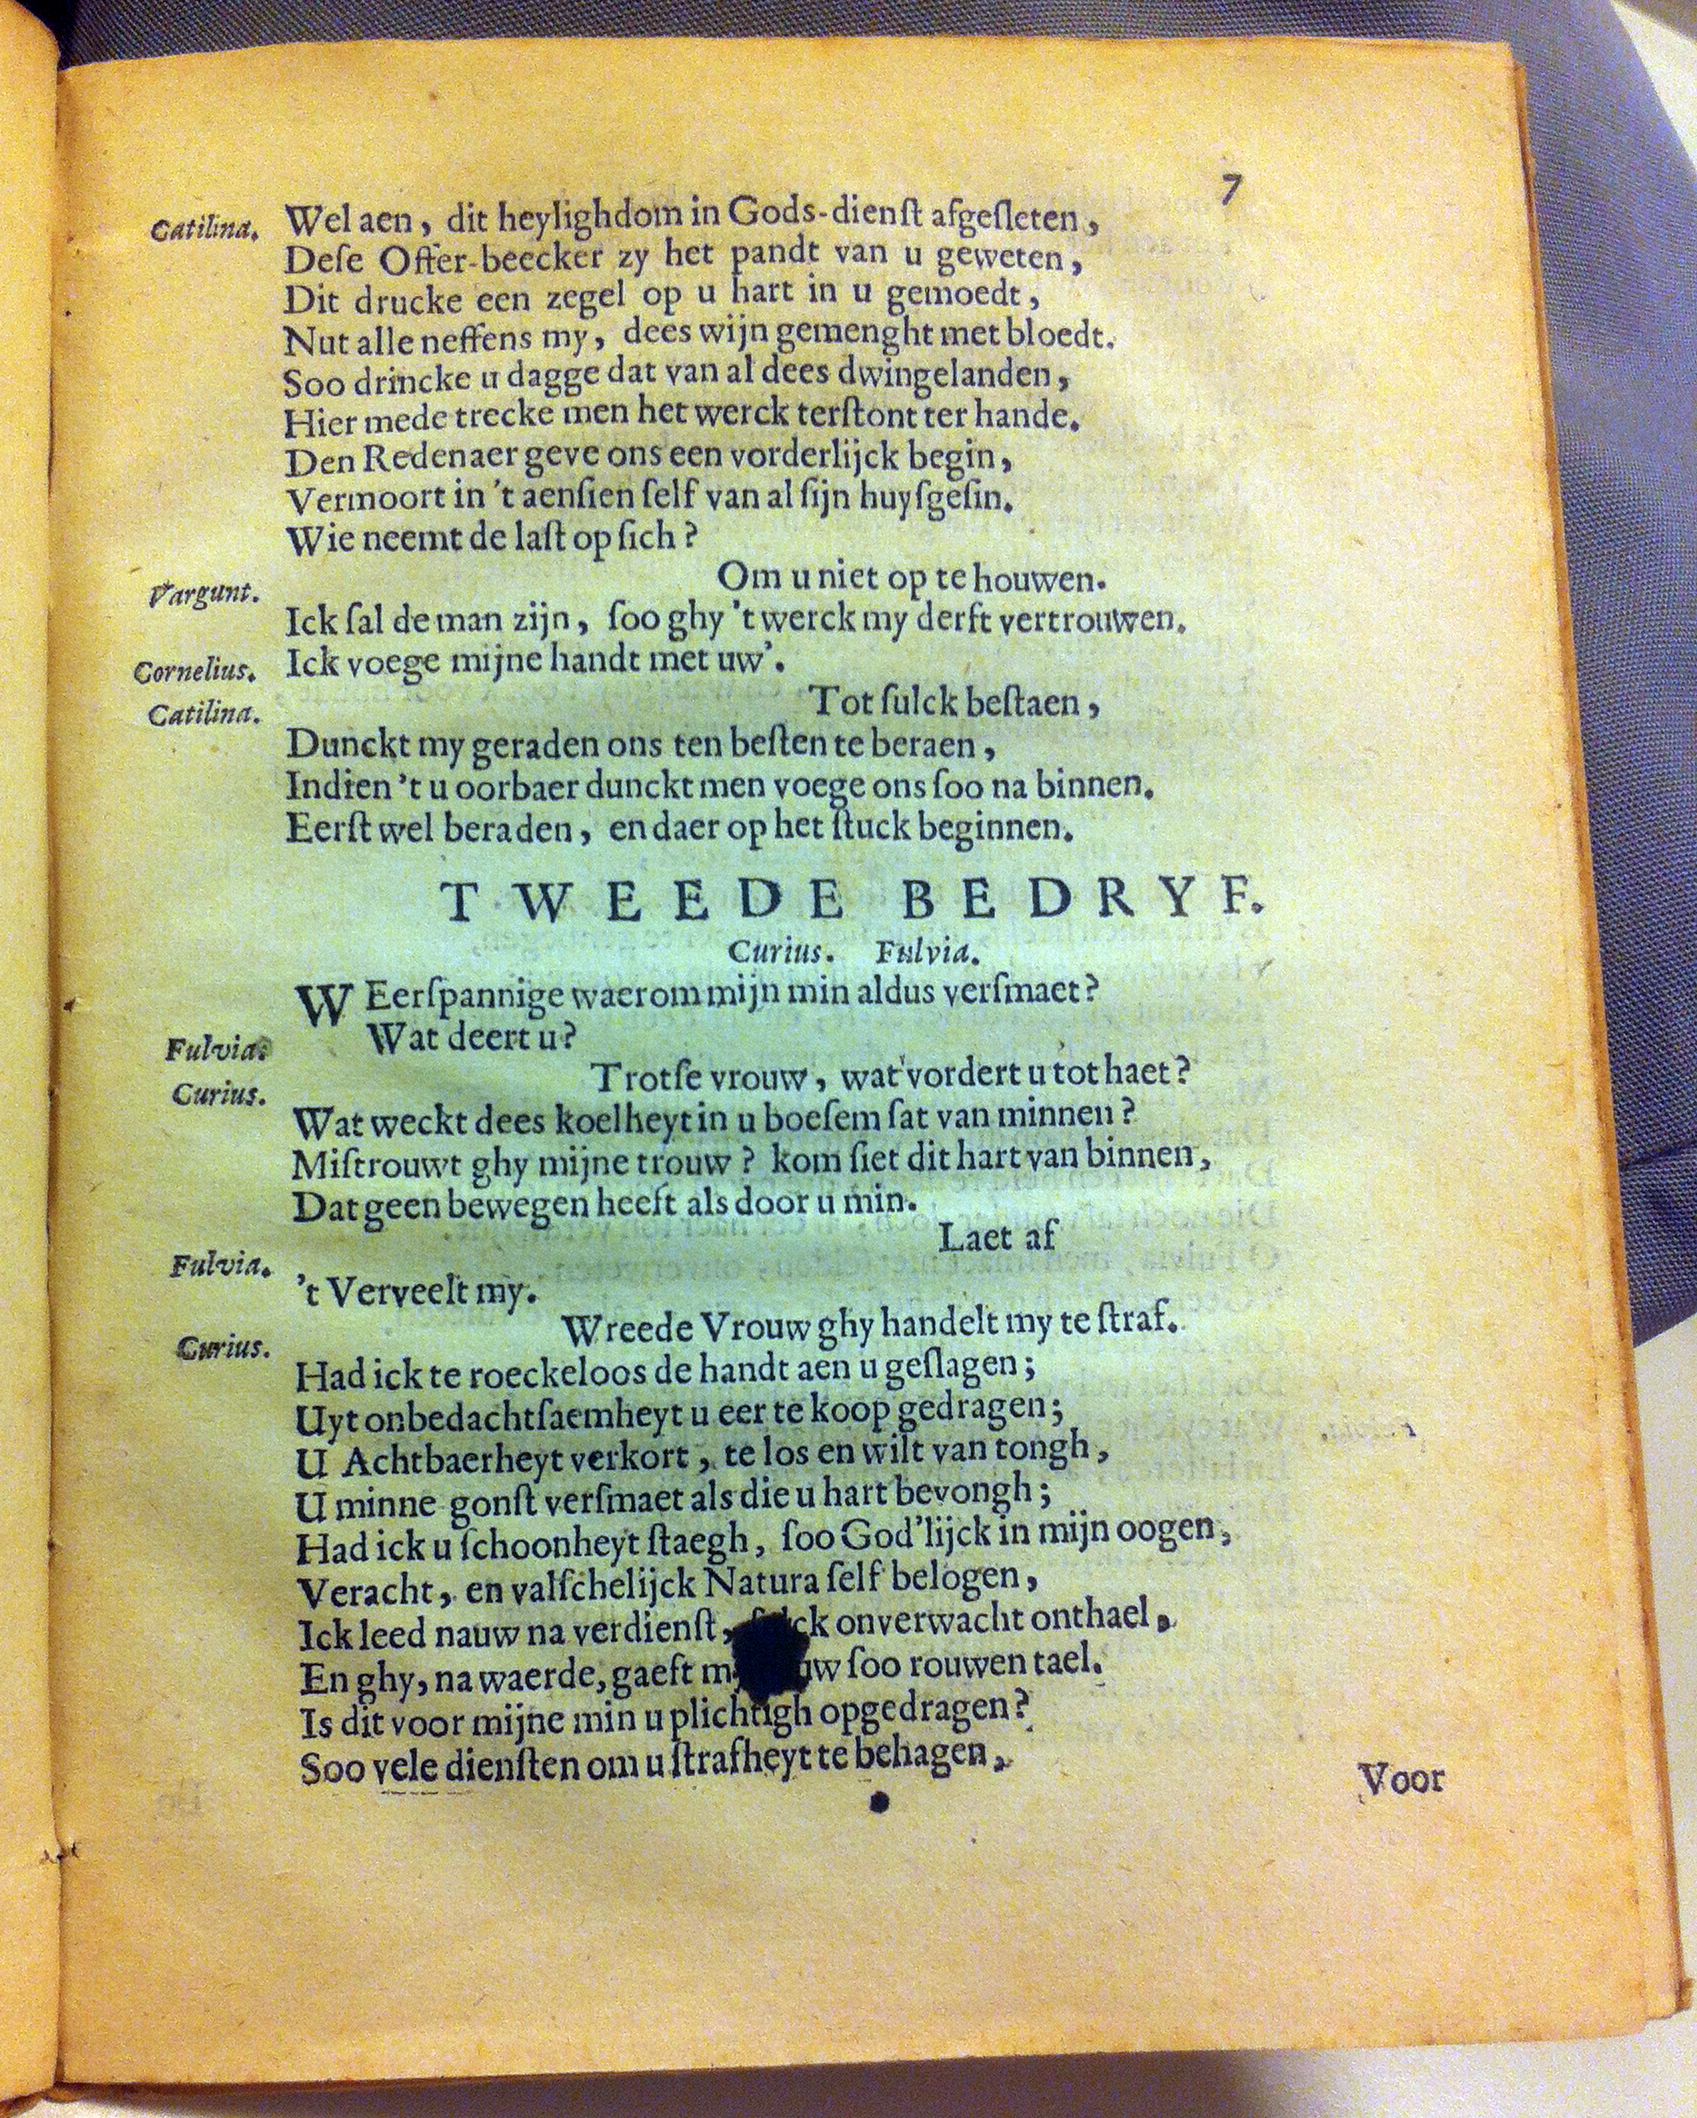 7
Catilina. Wel aen, dit heylighdom in Gods-dienſt afgeſleten,
Deſe Offer-beecker zy het pandt van u geweten,
Dit drucke een zegel op u hart in u gemoedt,
Nut alle neffens my, dees wijn gemenght met bloedt.
Soo drincke u dagge dat van al dees dwingelanden,
Hier mede trecke men het werck terſtont ter hande.
Den Redenaer geve ons een vorderlijck begin,
Vermoort in 't aenſien ſelf van al ſijn huyſgeſin.
Wie neemt de laſt op ſich?
Vargunt. Om u niet op te houwen.
Ick ſal de man zijn, ſoo ghy 't werck my derft vertrouwen.
Cornelius. Ick voege mijne handt met uw'.
Catilina. Tot ſulck beſtaen,
Dunckt my geraden ons ten beſten te beraen,
Indien 't u oorbaer dunckt men voege ons ſoo na binnen.
Eerſt wel beraden, en daer op het ſtuck beginnen.
TWEEDE BEDRYF.
Curius. Fulvia.
WEerſpannige waerom mijn min aldus verſmaet?
Fulvia. Wat deert u?
Curius. Trotſe vrouw, wat vordert u tot haet?
Wat weckt dees koelheyt in u boeſem ſat van minnen?
Miſtrouwt ghy mijne trouw? kom ſiet dit hart van binnen,
Dat geen bewegen heeft als door u min.
Fulvia. Laet af
't Verveelt my.
Curius. Wreede Vrouw ghy handelt my te ſtraf.
Had ick te roeckeloos de handt aen u geſlagen;
Uyt onbedachtſaemheyt u eer te koop gedragen;
U Achtbaerheyt verkort, te los en wilt van tongh,
U minne gonſt verſmaet als die u hart bevongh;
Had ick u ſchoonheyt ſtaegh, ſoo God'lijck in mijn oogen,
Veracht, en valſchelijck Natura ſelf belogen,
Ick leed nauw na verdienſt, onverwacht onthael,
En ghy, na waerde, gaeft ſoo rouwen tael.
Is dit voor mijne min u plichtigh opgedragen?
Soo vele dienſten om u ſtrafheyt te behagen,
Voor